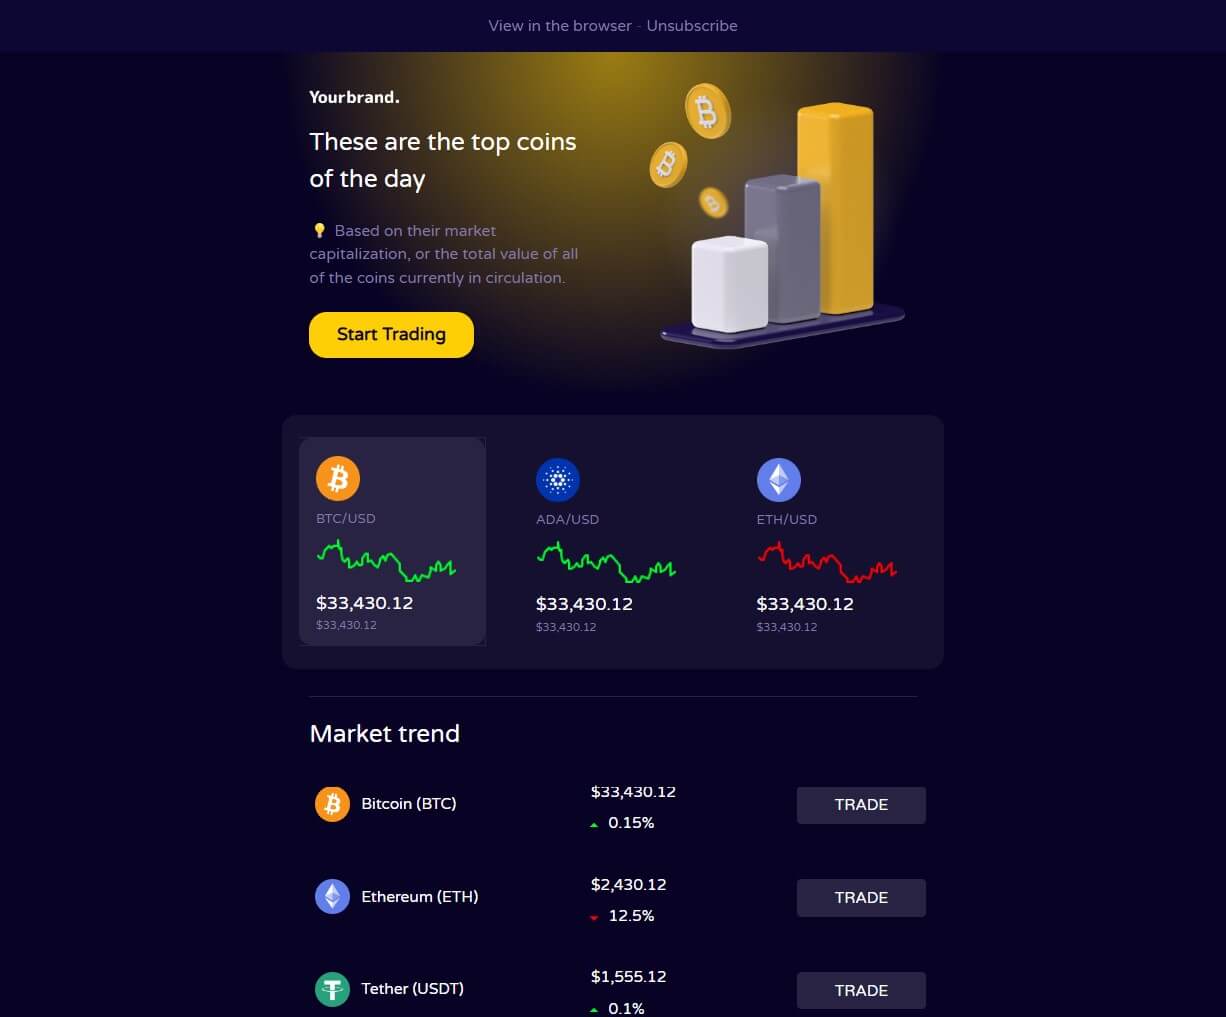 View in the browser - Unsubscribe
Yourbrand.
These are the top coins
of the day
💡 Based on their market
capitalization, or the total value of all
of the coins currently in circulation.
Start Trading
BTC/USD
$33,430.12
$33,430.12
ADA/USD
$33,430.12
$33,430.12
ETH/USD
$33,430.12
$33,430.12
Market trend
Bitcoin (BTC)
$33,430.12
0.15%
TRADE
Ethereum (ETH)
$2,430.12
12.5%
TRADE
Tether (USDT)
$1,555.12
0.1%
TRADE